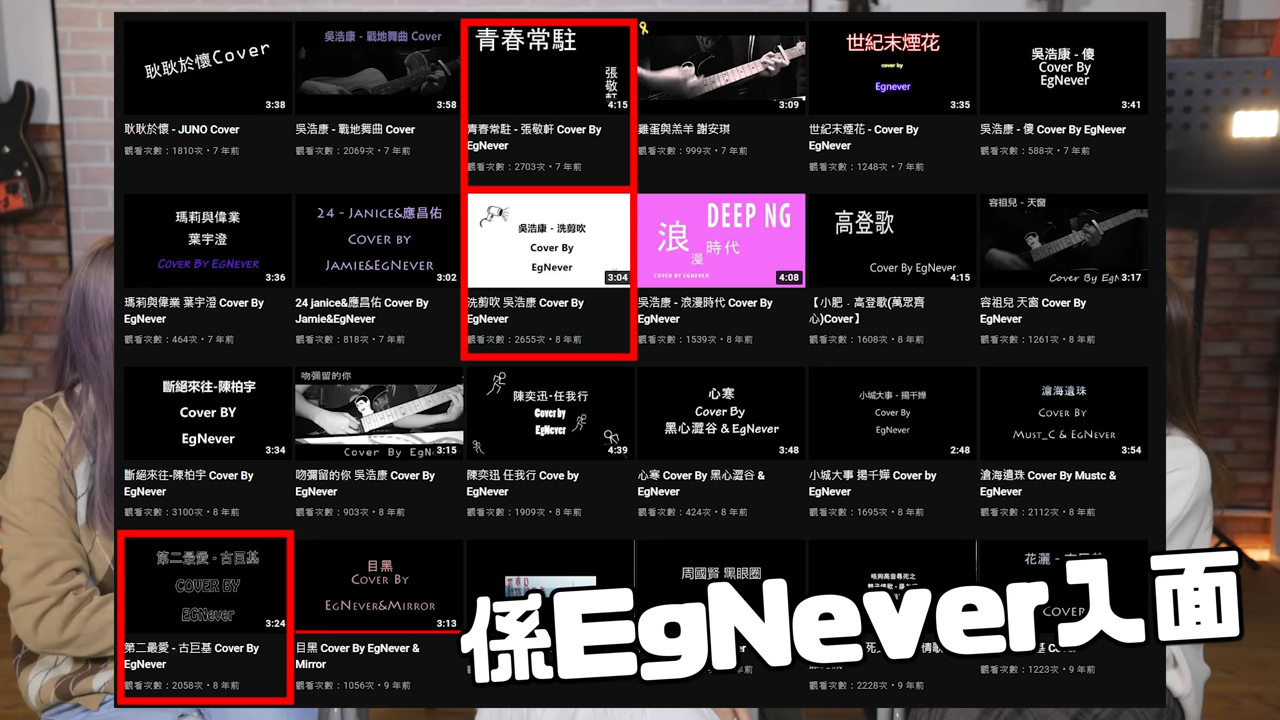 耿耿於懷Cover
3:38
耿耿於懷 - JUNO Cover
觀看次數：1810次・7 年前
吳浩康 - 戰地舞曲 Cover
3:58
吳浩康 - 戰地舞曲 Cover
觀看次數：2069次・7 年前
青春常駐
張敬軒
4:15
青春常駐 - 張敬軒 Cover By
EgNever
觀看次數：2703次・7 年前
3:09
雞蛋與羔羊 謝安琪
觀看次數：999次・7 年前
世紀末煙花
cover by
Egnever
3:35
世紀末煙花 - Cover By
EgNever
觀看次數：1248次・7 年前
吳浩康 - 傻
Cover By
EgNever
3:41
吳浩康 - 傻 Cover By EgNever
觀看次數：588次・7 年前
瑪莉與偉業
葉宇澄
Cover By EgNever
3:36
瑪莉與偉業 葉宇澄 Cover By
EgNever
觀看次數：464次・7 年前
24 - Janice&應昌佑
Cover by
Jamie&EgNever
3:02
24 janice&應昌佑 Cover By
Jamie&EgNever
觀看次數：818次・7 年前
吳浩康 - 洗剪吹
Cover By
EgNever
3:04
洗剪吹 吳浩康 Cover By
EgNever
觀看次數：2655次・8 年前
DEEP NG
浪漫時代
COVER BY EGNEVER
4:08
吳浩康 - 浪漫時代 Cover By
EgNever
觀看次數：1539次・8 年前
高登歌
Cover By EgNever
4:15
【小肥﹒高登歌(萬眾齊
心)Cover】
觀看次數：1608次・8 年前
容祖兒 - 天窗
Cover By EgN
3:17
容祖兒 天窗 Cover By
EgNever
觀看次數：1261次・8 年前
斷絕來往-陳柏宇
Cover BY
EgNever
3:34
斷絕來往-陳柏宇 Cover By
EgNever
觀看次數：3100次・8 年前
吻彌留的你
Cover By EgN
3:15
吻彌留的你 吳浩康 Cover By
EgNever
觀看次數：903次・8 年前
陳奕迅-任我行
Cover by
EgNever
4:39
陳奕迅 任我行 Cove by
EgNever
觀看次數：1909次・8 年前
心寒
Cover By
黑心澀谷 & EgNever
3:48
心寒 Cover By 黑心澀谷 &
EgNever
觀看次數：424次・8 年前
小城大事 - 揚千嬅
Cover By
EgNever
2:48
小城大事 揚千嬅 Cover by
EgNever
觀看次數：1695次・8 年前
滄海遺珠
Cover By
Must_C & EgNever
3:54
滄海遺珠 Cover By Mustc &
EgNever
觀看次數：2112次・8 年前
第二最愛 - 古巨基
COVER BY
EGNever
3:24
第二最愛 - 古巨基 Cover By
EgNever
觀看次數：2058次・8 年前
目黑
Cover By
EgNever&Mirror
3:13
目黑 Cover By EgNever &
Mirror
觀看次數：1056次・9 年前
周國賢 黑眼圈
唔夠高音尋死之
觀看次數：2228次・9 年前
花灑 -
Cover
觀看次數：1223次・9 年前
係EgNever入面